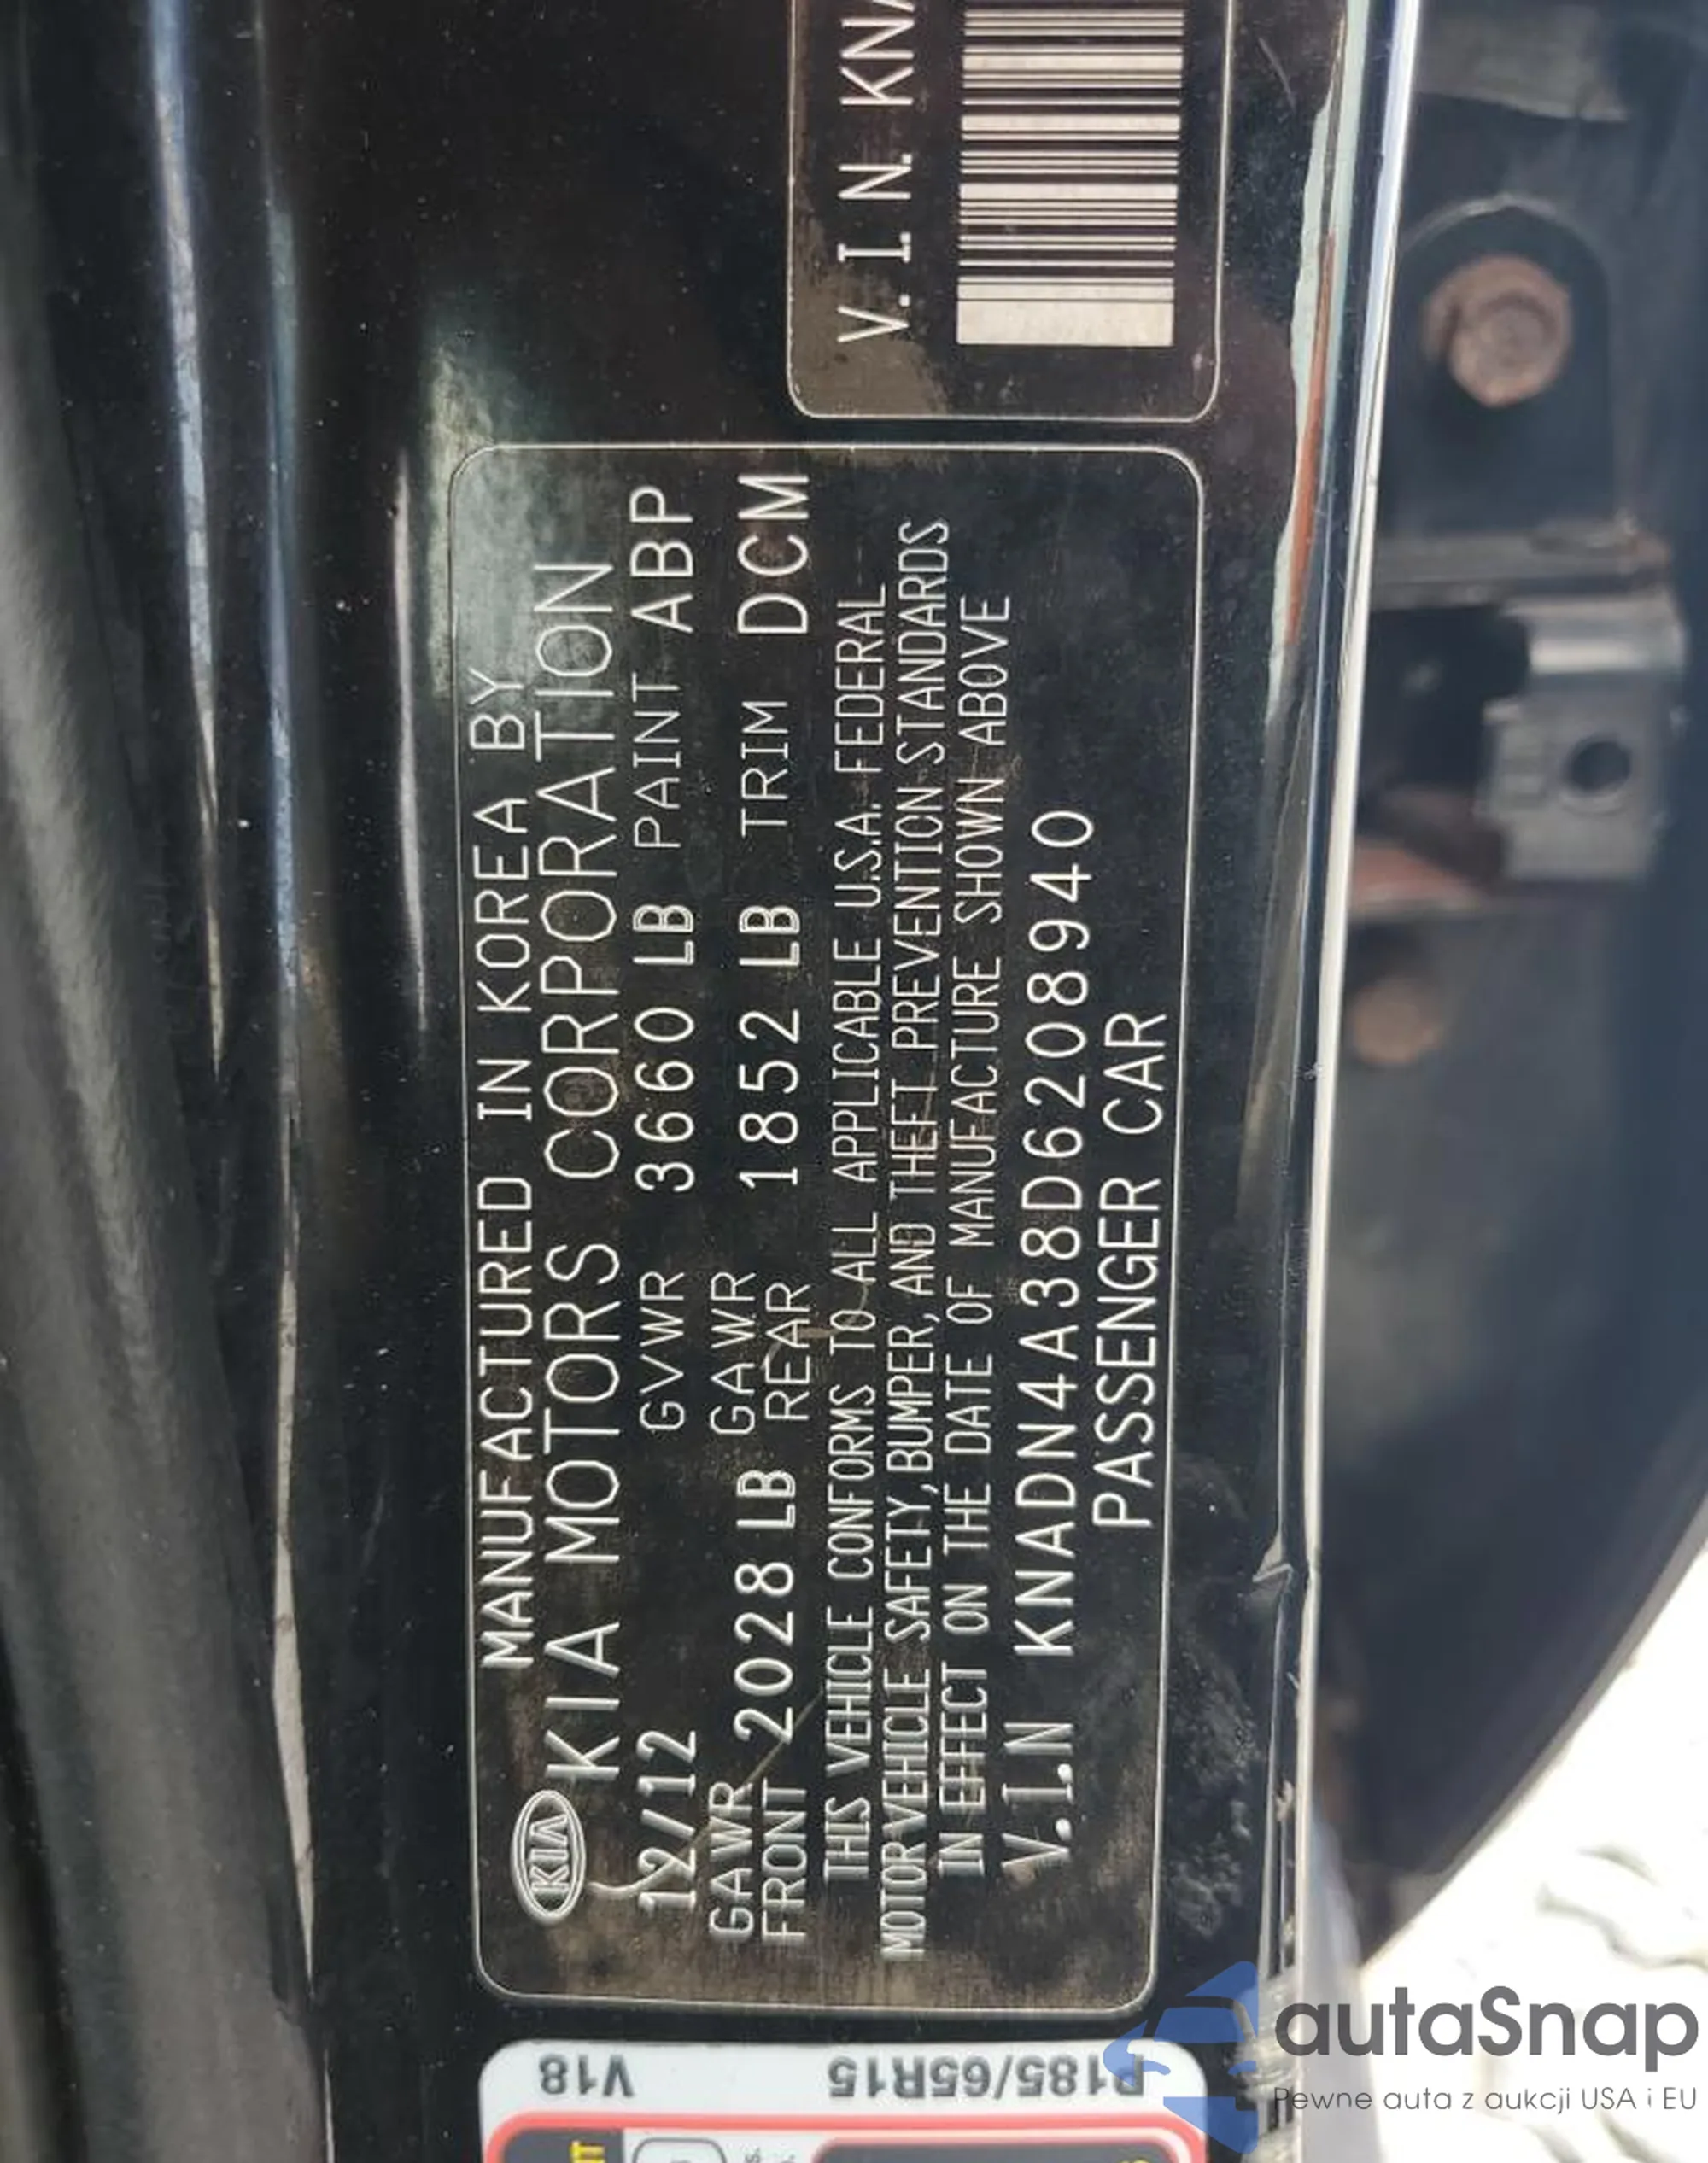 MANUFACTURED IN KOREA BY
KIA KIA MOTORS CORPORATION
12/12 GVWR 3660 LB PAINT ABP
GAWR FRONT 2028 LB GAWR REAR 1852 LB TRIM DCM
THIS VEHICLE CONFORMS TO ALL APPLICABLE U.S.A. FEDERAL
MOTOR VEHICLE SAFETY, BUMPER, AND THEFT PREVENTION STANDARDS
IN EFFECT ON THE DATE OF MANUFACTURE SHOWN ABOVE
V.I.N KNADN4A38D6208940
PASSENGER CAR
V.I.N. KNA
V18
P185/65R15
autaSnap
Pewne auta z aukcji USA i EU